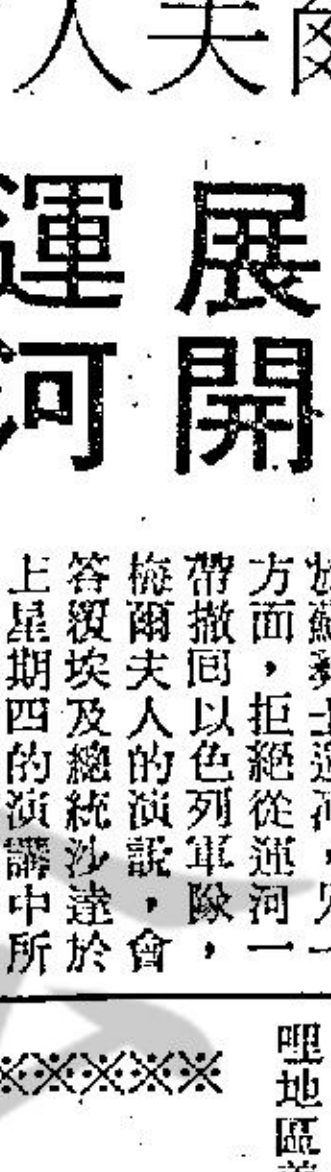 夫人
展開
運河
於蘇彝士運河，另一
方面，拒絕從運河一
帶撤回以色列軍隊，
梅爾夫人的演說，會
答覆埃及總統沙達於
上星期四的演講中所
哩地區